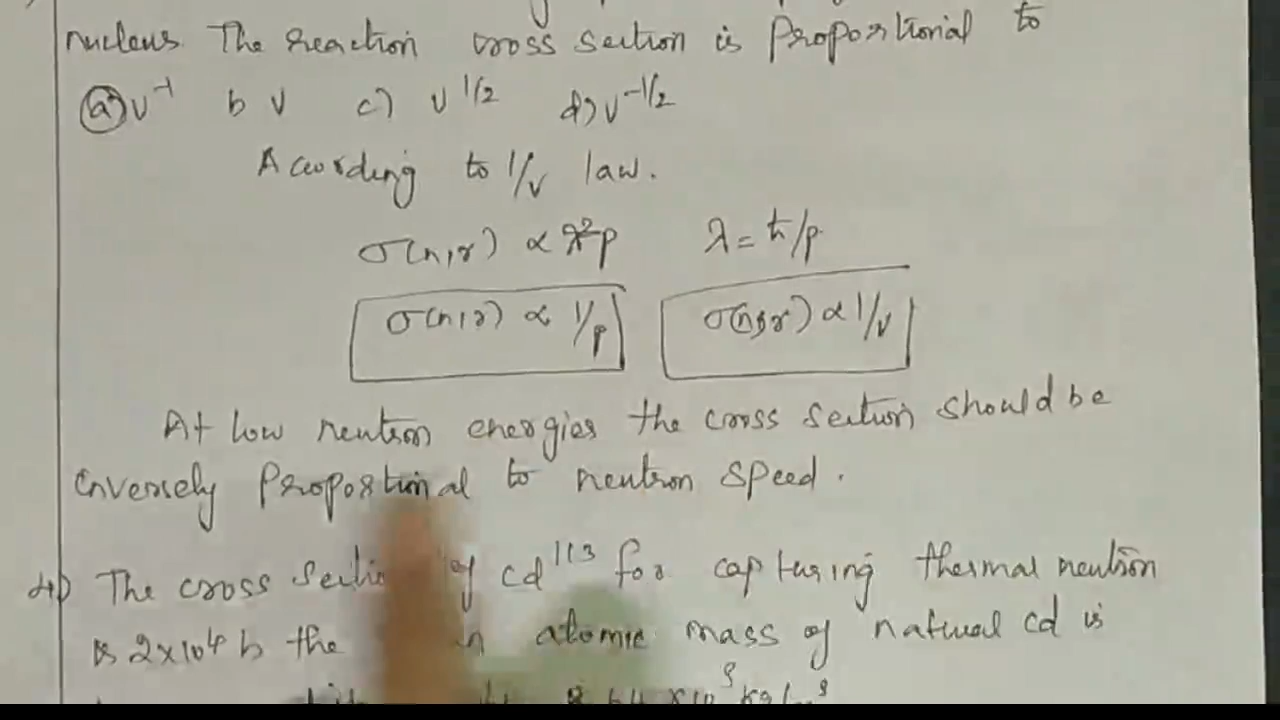 nucleus. The reaction cross section is Proportional to
a) v⁻¹ b v c) v^1/2 d) v^-1/2
According to 1/v law.
σ(n,γ) ∝ ƛ²p λ = ħ/p
σ(n,γ) ∝ 1/p σ(n,γ) ∝ 1/v
At low neutron energies the cross section should be
inversely Proportional to neutron speed.
4) The cross section of cd¹¹³ for capturing thermal neutron
is 2×10⁴ b the atomic mass of natural cd is